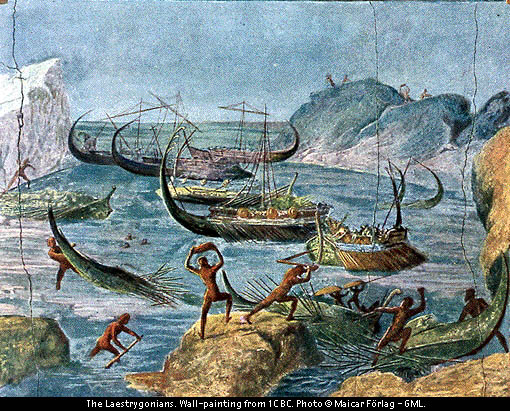 The Laestrygonians. Wall-painting from 1CBC. Photo © Maicar Förlag - GML.